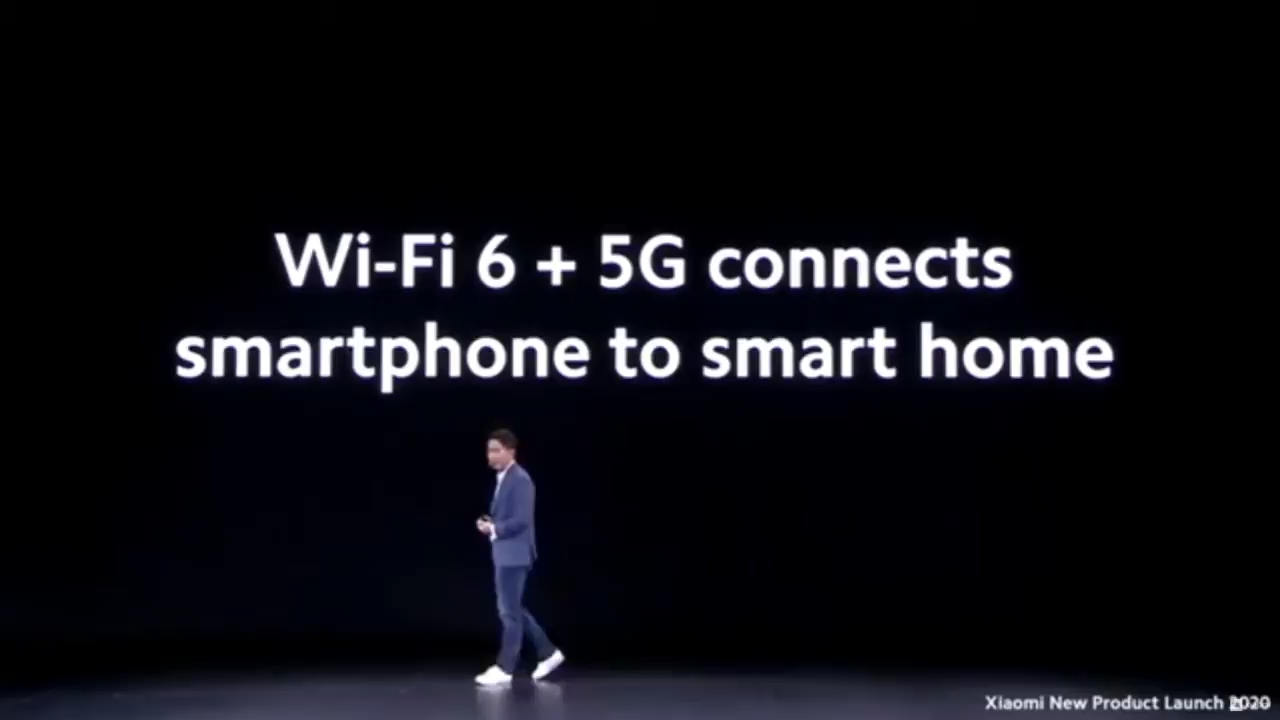 Wi-Fi 6 + 5G connects
smartphone to smart home
Xiaomi New Product Launch 2020